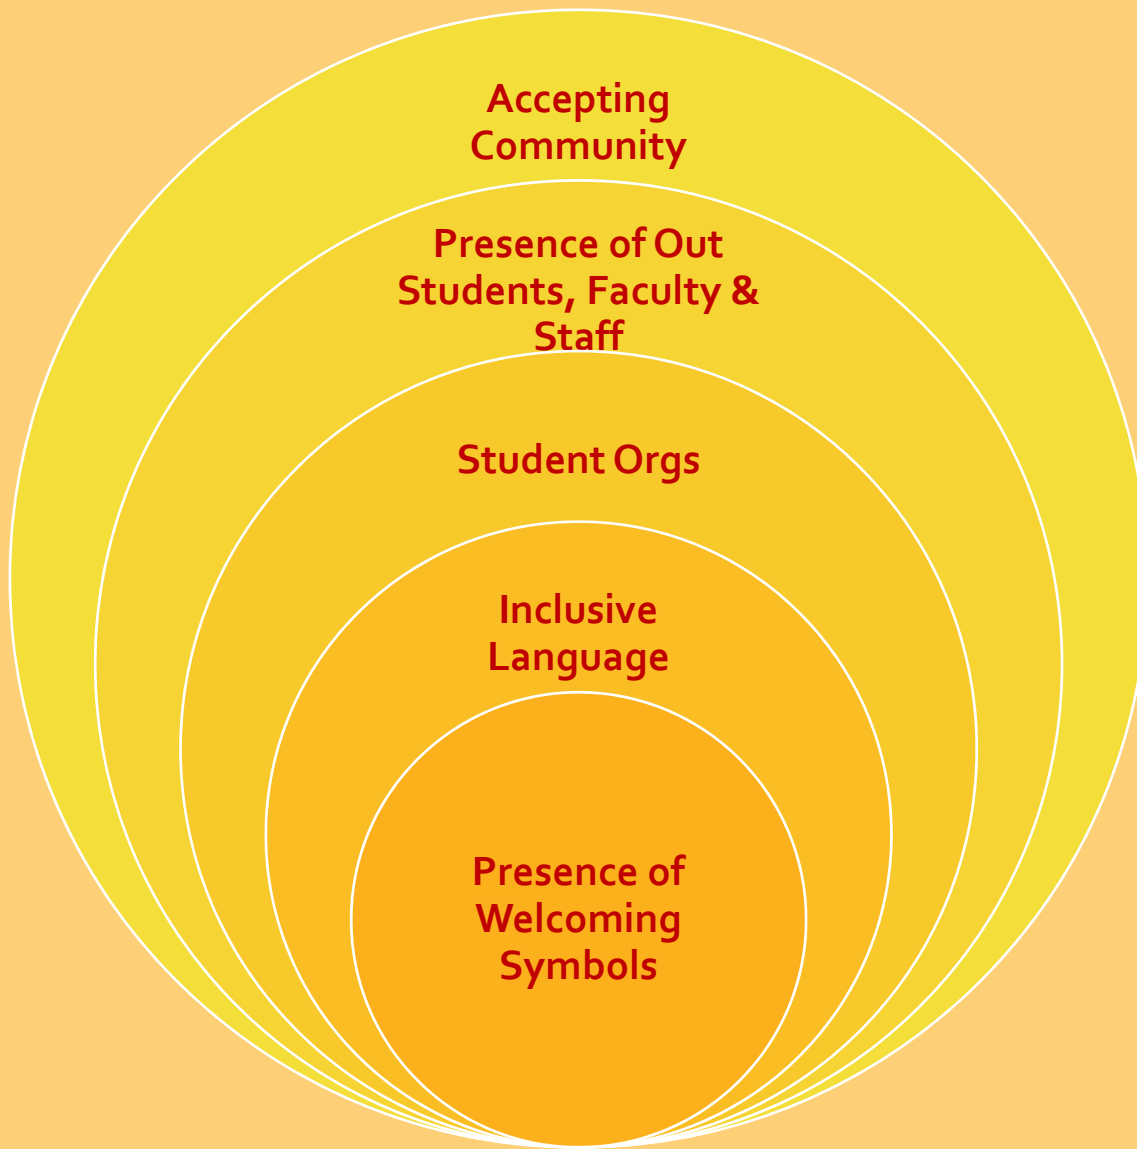 Accepting
Community
Presence of Out
Students, Faculty &
Staff
Student Orgs
Inclusive
Language
Presence of
Welcoming
Symbols